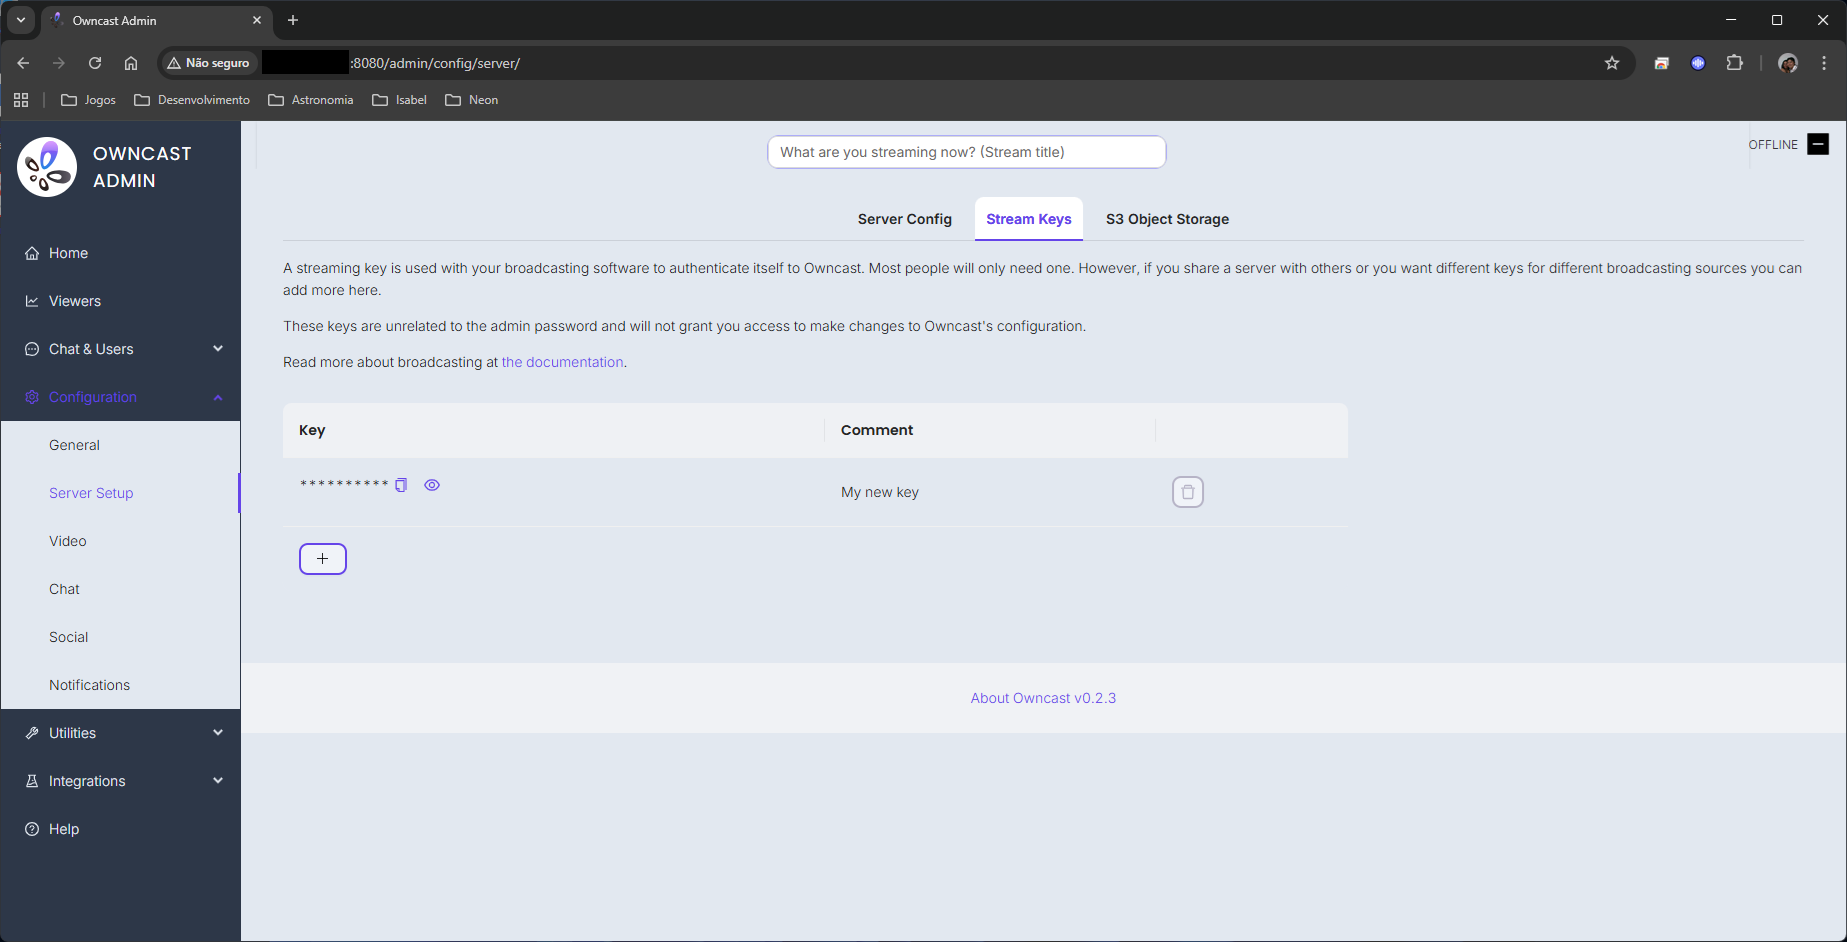 Owncast Admin
Não seguro
:8080/admin/config/server/
Jogos
Desenvolvimento
Astronomia
Isabel
Neon
OWNCAST
ADMIN
What are you streaming now? (Stream title)
OFFLINE
Home
Viewers
Chat & Users
Configuration
General
Server Setup
Video
Chat
Social
Notifications
Utilities
Integrations
Help
Server Config
Stream Keys
S3 Object Storage
A streaming key is used with your broadcasting software to authenticate itself to Owncast. Most people will only need one. However, if you share a server with others or you want different keys for different broadcasting sources you can
add more here.
These keys are unrelated to the admin password and will not grant you access to make changes to Owncast's configuration.
Read more about broadcasting at the documentation.
Key
Comment
**********
My new key
About Owncast v0.2.3